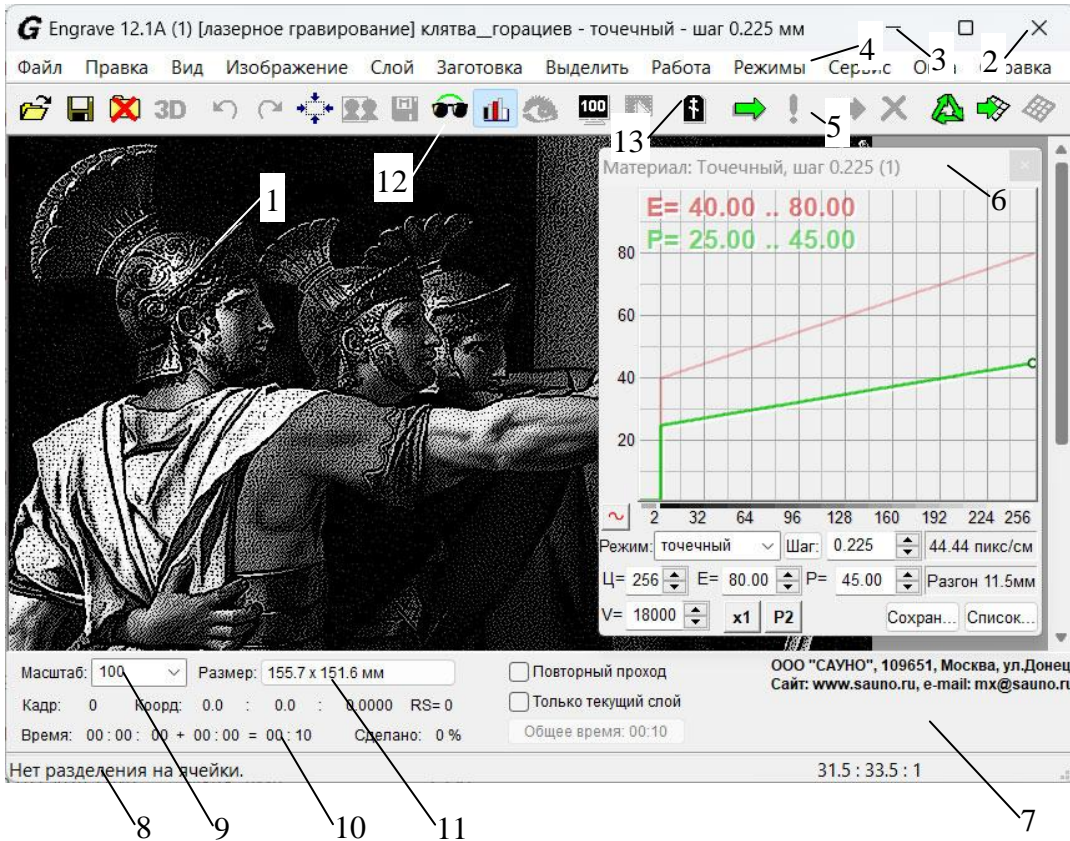 G Engrave 12.1A (1) [лазерное гравирование] клятва__горациев - точечный - шаг 0.225 мм
4 3 2
Файл Правка Вид Изображение Слой Заготовка Выделить Работа Режимы Сервис
3D 100
13 5
12
1
Материал: Точечный, шаг 0.225 (1)
6
E= 40.00 .. 80.00
P= 25.00 .. 45.00
80
60
40
20
2 32 64 96 128 160 192 224 256
Режим: точечный Шаг: 0.225 44.44 пикс/см
Ц= 256 E= 80.00 P= 45.00 Разгон 11.5мм
V= 18000 x1 P2 Сохран... Список...
Масштаб: 100 Размер: 155.7 x 151.6 мм Повторный проход
ООО "САУНО", 109651, Москва, ул.Донец
Сайт: www.sauno.ru, e-mail: mx@sauno.ru
Кадр: 0 Коорд: 0.0 : 0.0 : 0.0000 RS= 0 Только текущий слой
Время: 00 : 00 : 00 + 00 : 00 = 00 : 10 Сделано: 0 % Общее время: 00:10
Нет разделения на ячейки. 31.5 : 33.5 : 1
8 9 10 11 7